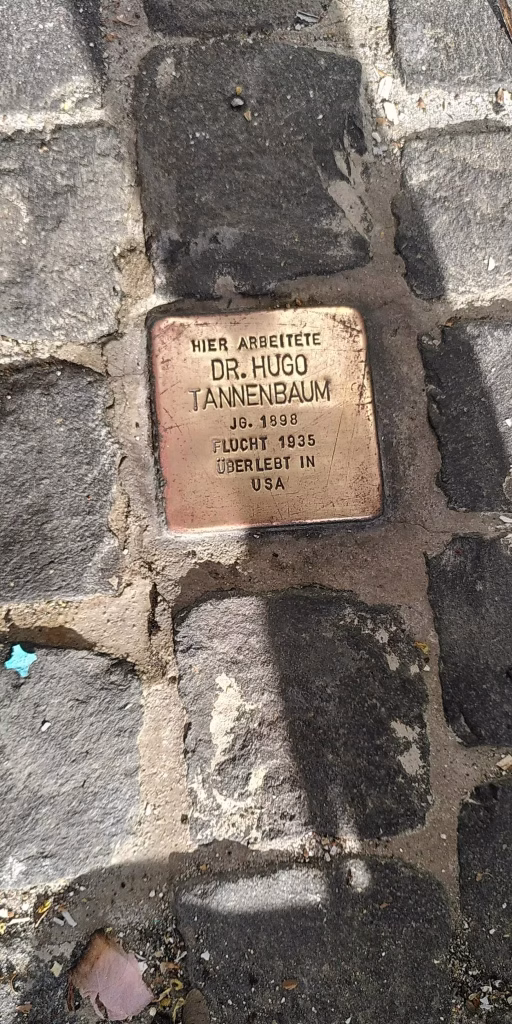 HIER ARBEITETE
DR. HUGO
TANNENBAUM
JG. 1898
FLUCHT 1935
ÜBERLEBT IN
USA